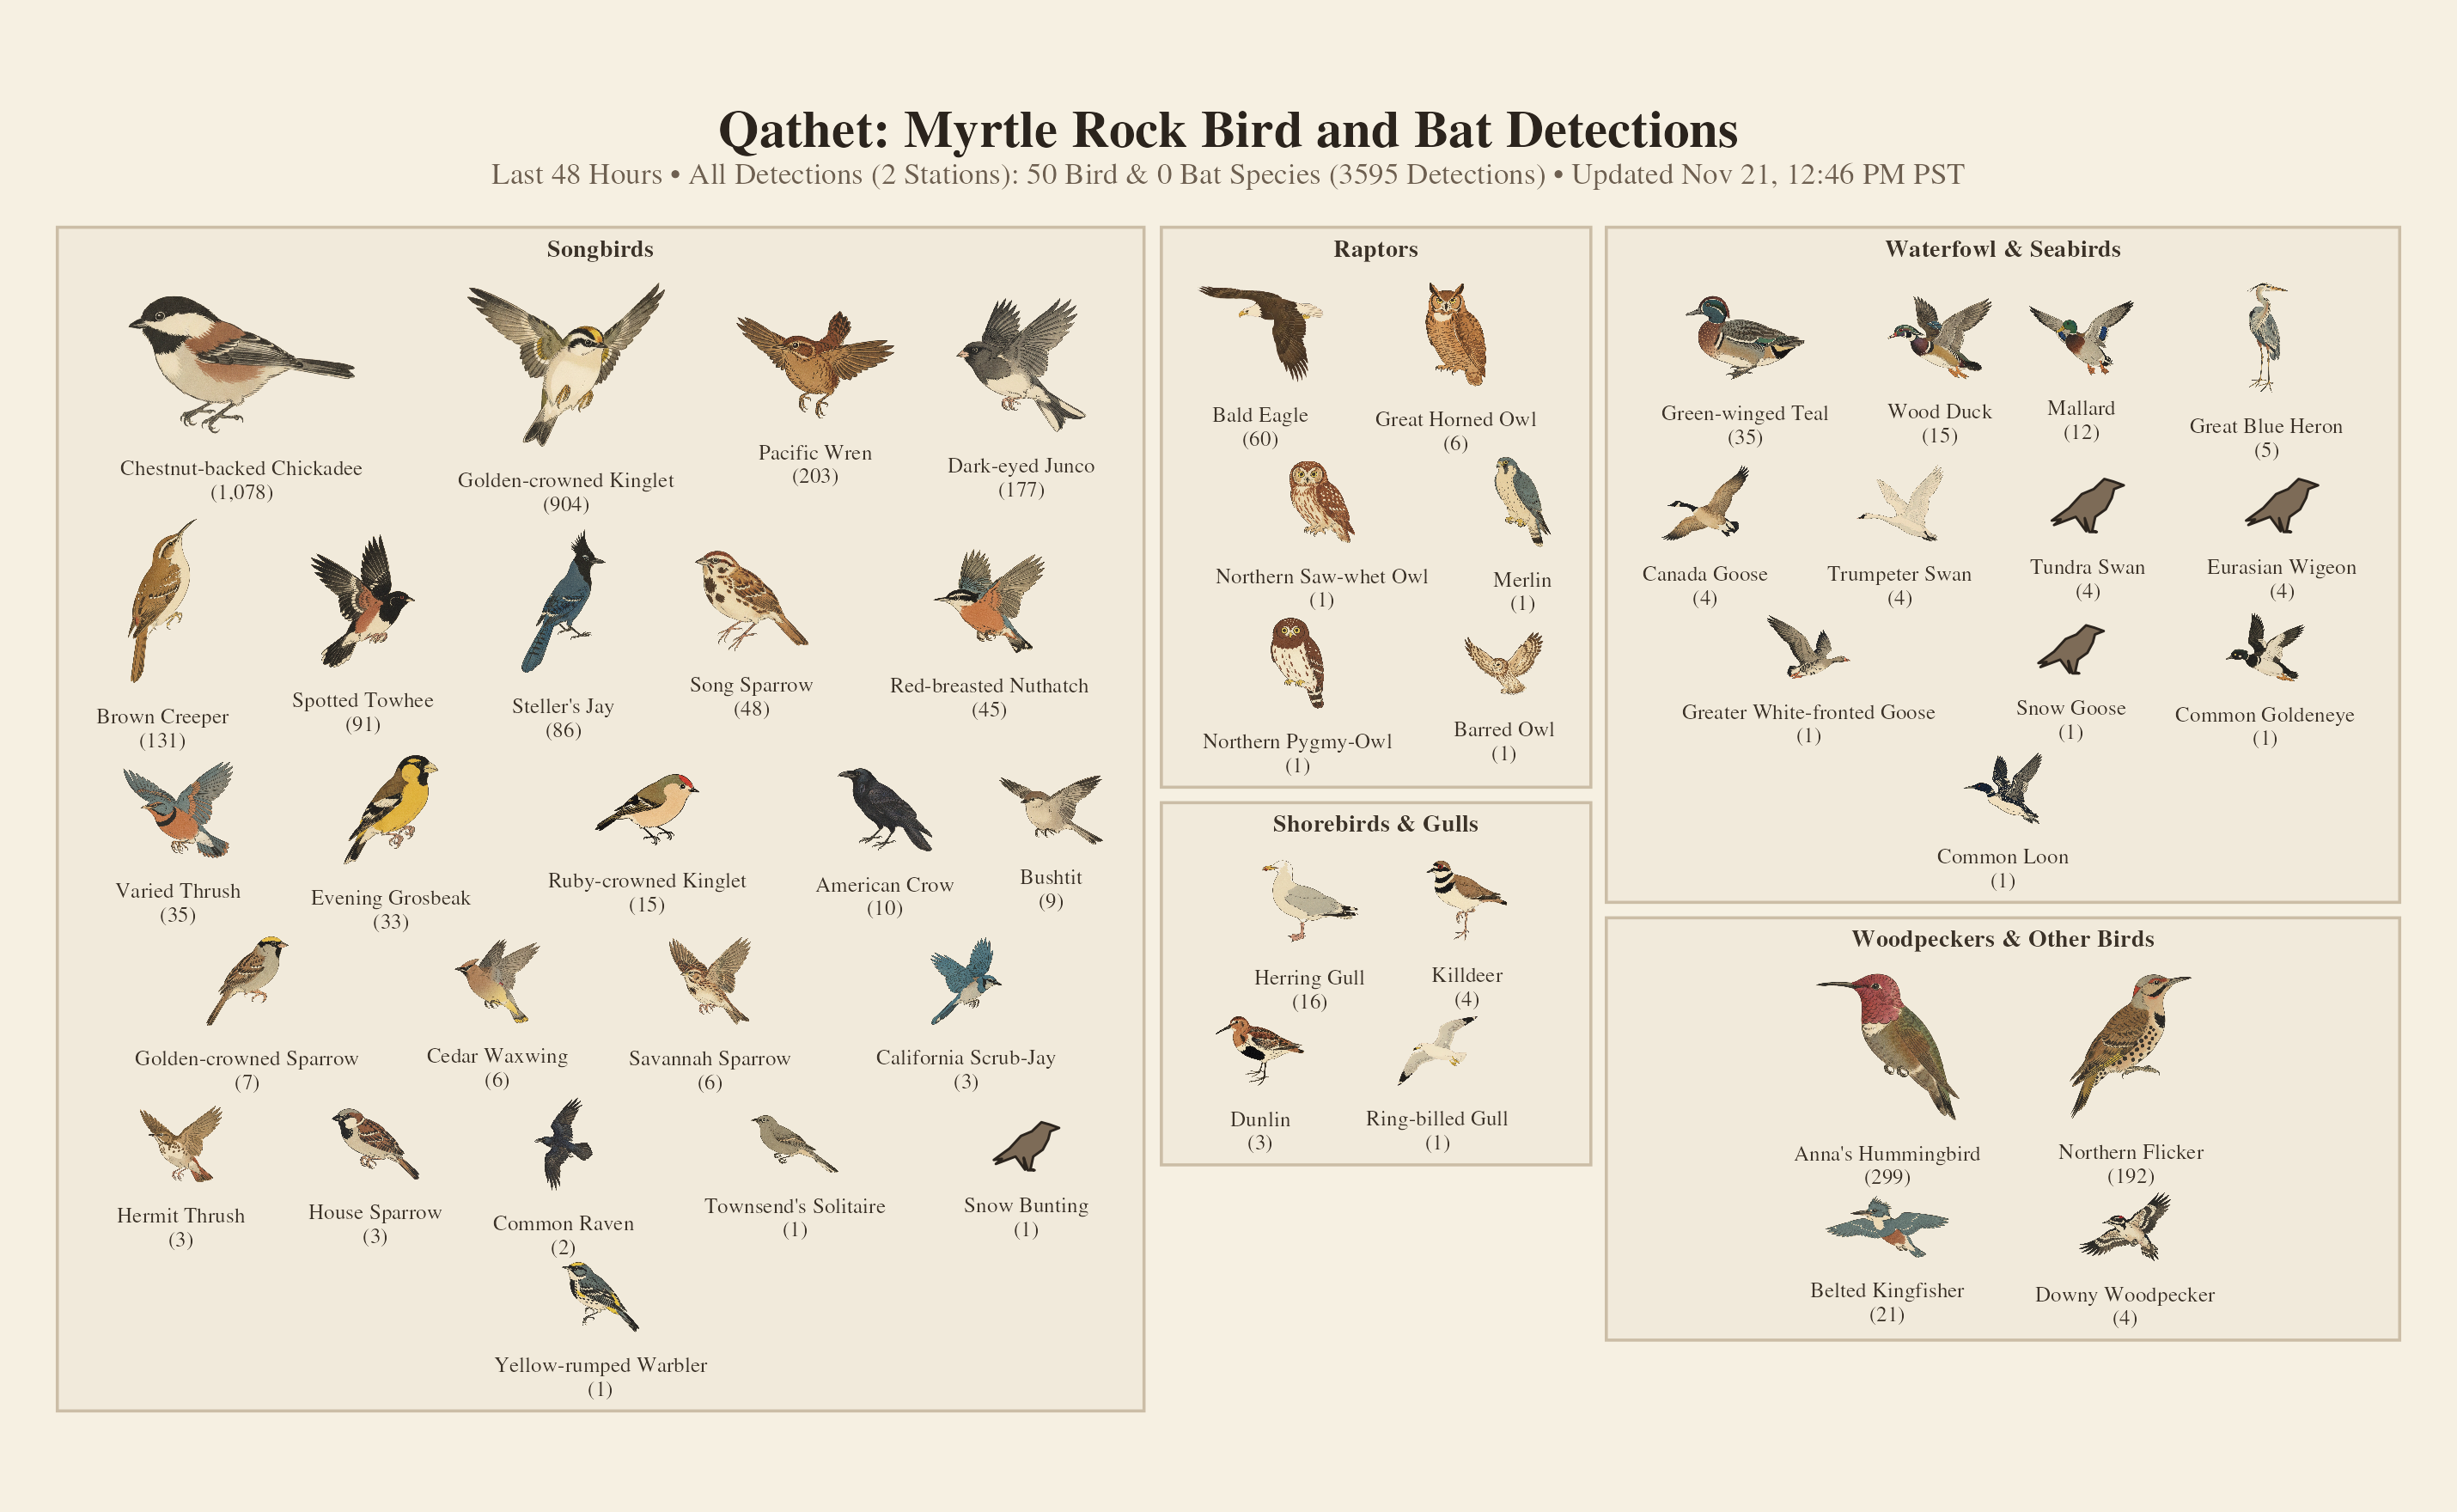 Qathet: Myrtle Rock Bird and Bat Detections
Last 48 Hours • All Detections (2 Stations): 50 Bird & 0 Bat Species (3595 Detections) • Updated Nov 21, 12:46 PM PST
Songbirds
Chestnut-backed Chickadee
(1,078)
Golden-crowned Kinglet
(904)
Pacific Wren
(203)
Dark-eyed Junco
(177)
Brown Creeper
(131)
Spotted Towhee
(91)
Steller's Jay
(86)
Song Sparrow
(48)
Red-breasted Nuthatch
(45)
Varied Thrush
(35)
Evening Grosbeak
(33)
Ruby-crowned Kinglet
(15)
American Crow
(10)
Bushtit
(9)
Golden-crowned Sparrow
(7)
Cedar Waxwing
(6)
Savannah Sparrow
(6)
California Scrub-Jay
(3)
Hermit Thrush
(3)
House Sparrow
(3)
Common Raven
(2)
Townsend's Solitaire
(1)
Snow Bunting
(1)
Yellow-rumped Warbler
(1)
Raptors
Bald Eagle
(60)
Great Horned Owl
(6)
Northern Saw-whet Owl
(1)
Merlin
(1)
Northern Pygmy-Owl
(1)
Barred Owl
(1)
Shorebirds & Gulls
Herring Gull
(16)
Killdeer
(4)
Dunlin
(3)
Ring-billed Gull
(1)
Waterfowl & Seabirds
Green-winged Teal
(35)
Wood Duck
(15)
Mallard
(12)
Great Blue Heron
(5)
Canada Goose
(4)
Trumpeter Swan
(4)
Tundra Swan
(4)
Eurasian Wigeon
(4)
Greater White-fronted Goose
(1)
Snow Goose
(1)
Common Goldeneye
(1)
Common Loon
(1)
Woodpeckers & Other Birds
Anna's Hummingbird
(299)
Northern Flicker
(192)
Belted Kingfisher
(21)
Downy Woodpecker
(4)